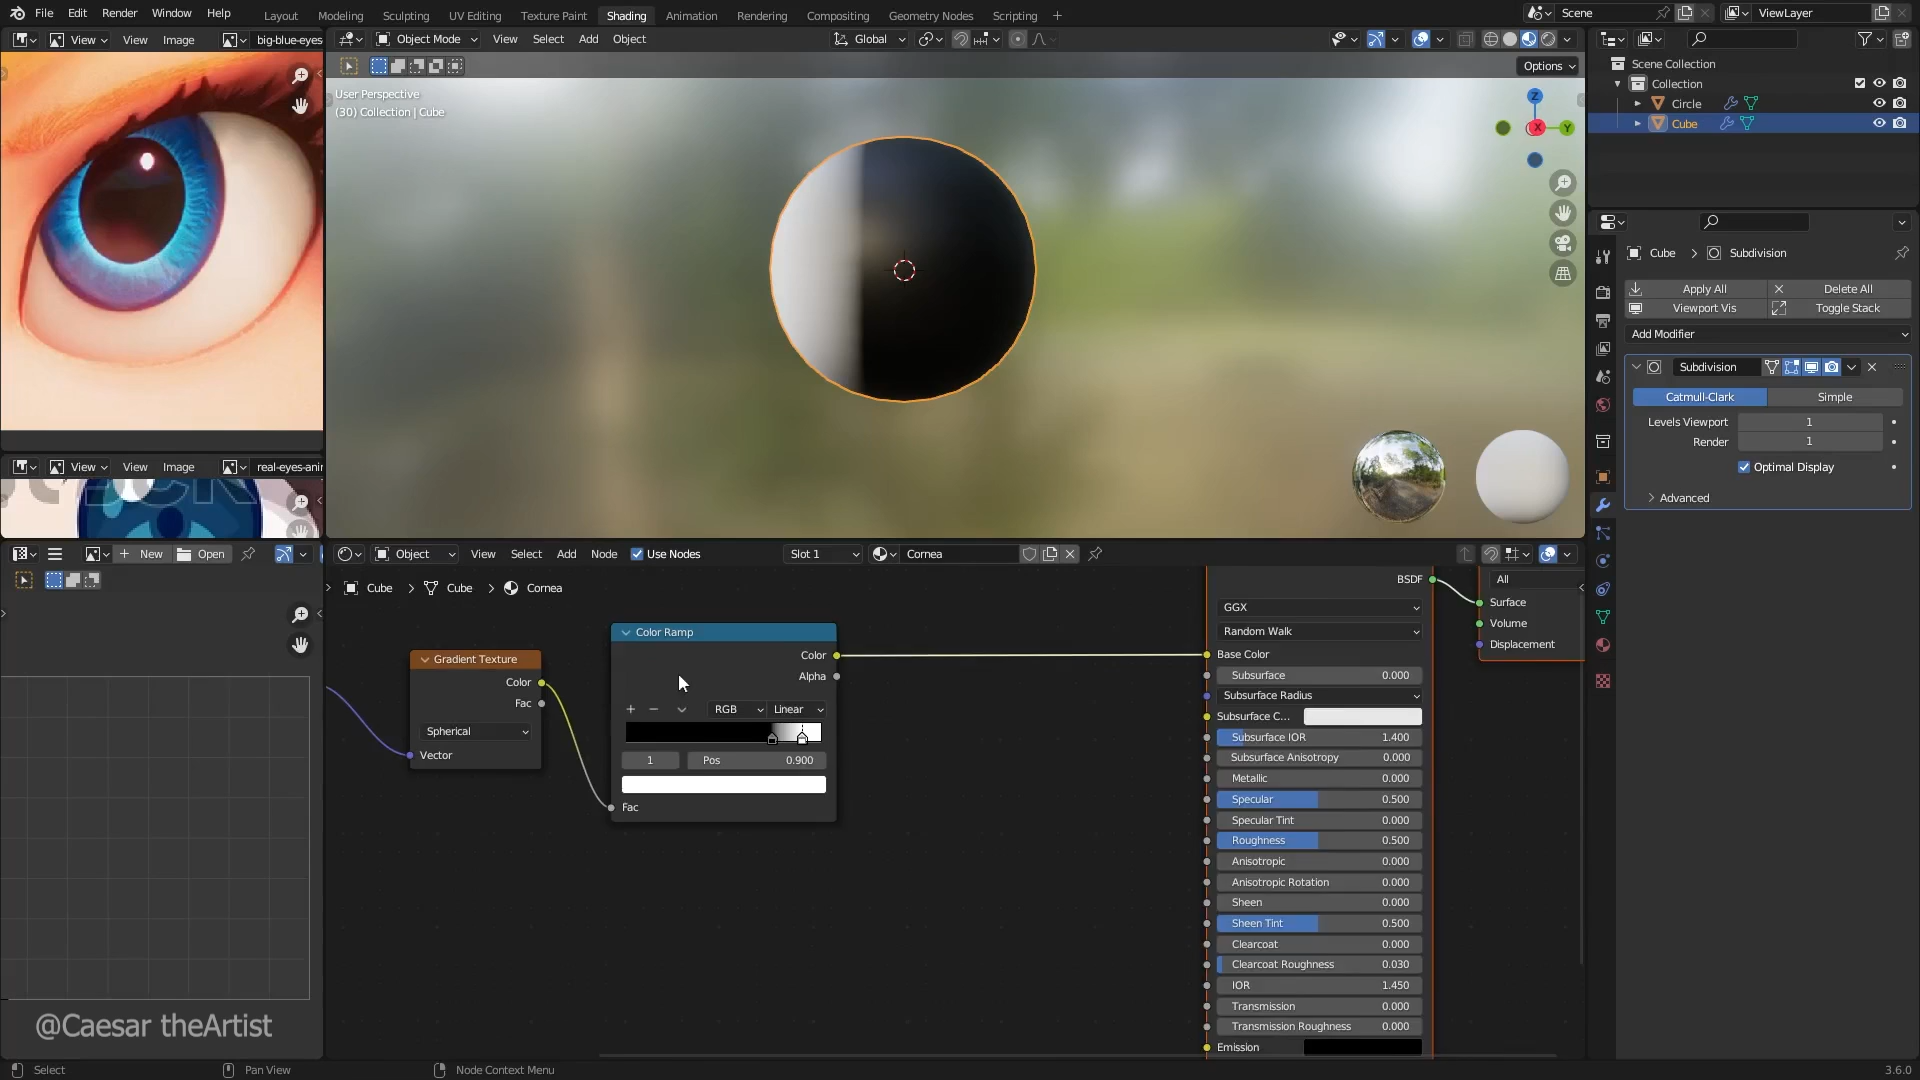 File Edit Render Window Help Layout Modeling Sculpting UV Editing Texture Paint Shading Animation Rendering Compositing Geometry Nodes Scripting + Scene ViewLayer
View View Image big-blue-eyes Object Mode View Select Add Object Global
Options
User Perspective
(30) Collection | Cube
Z
X
Y
Scene Collection
Collection
Circle
Cube
Cube > Subdivision
Apply All Delete All
Viewport Vis Toggle Stack
Add Modifier
Subdivision
Catmull-Clark Simple
Levels Viewport 1
Render 1
Optimal Display
Advanced
View View Image real-eyes-anir
New Open Object View Select Add Node Use Nodes Slot 1 Cornea
Cube > Cube > Cornea
Gradient Texture
Color
Fac
Spherical
Vector
Color Ramp
Color
Alpha
RGB Linear
1 Pos 0.900
Fac
BSDF
GGX
Random Walk
Base Color
Subsurface 0.000
Subsurface Radius
Subsurface C...
Subsurface IOR 1.400
Subsurface Anisotropy 0.000
Metallic 0.000
Specular 0.500
Specular Tint 0.000
Roughness 0.500
Anisotropic 0.000
Anisotropic Rotation 0.000
Sheen 0.000
Sheen Tint 0.500
Clearcoat 0.000
Clearcoat Roughness 0.030
IOR 1.450
Transmission 0.000
Transmission Roughness 0.000
Emission
All
Surface
Volume
Displacement
@Caesar theArtist
Select Pan View Node Context Menu 3.6.0